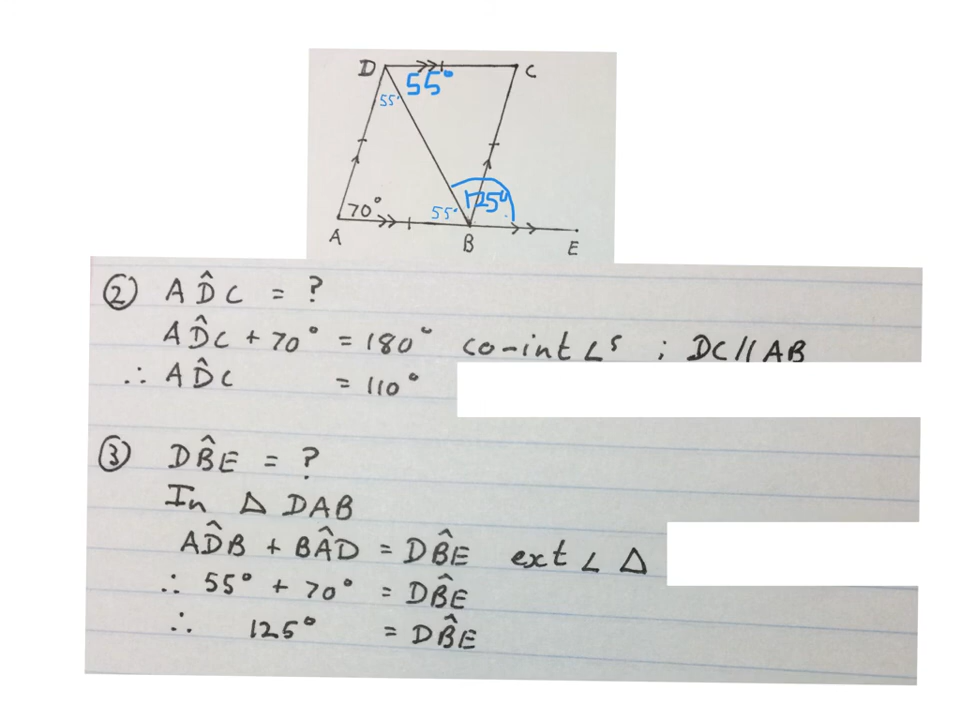 D
C
55°
55°
70°
55°
125°
A
B
E
② AD̂C = ?
AD̂C + 70° = 180° co-int ∠s ; DC//AB
∴ AD̂C = 110°
③ DB̂E = ?
In △ DAB
AD̂B + BÂD = DB̂E ext ∠ △
∴ 55° + 70° = DB̂E
∴ 125° = DB̂E